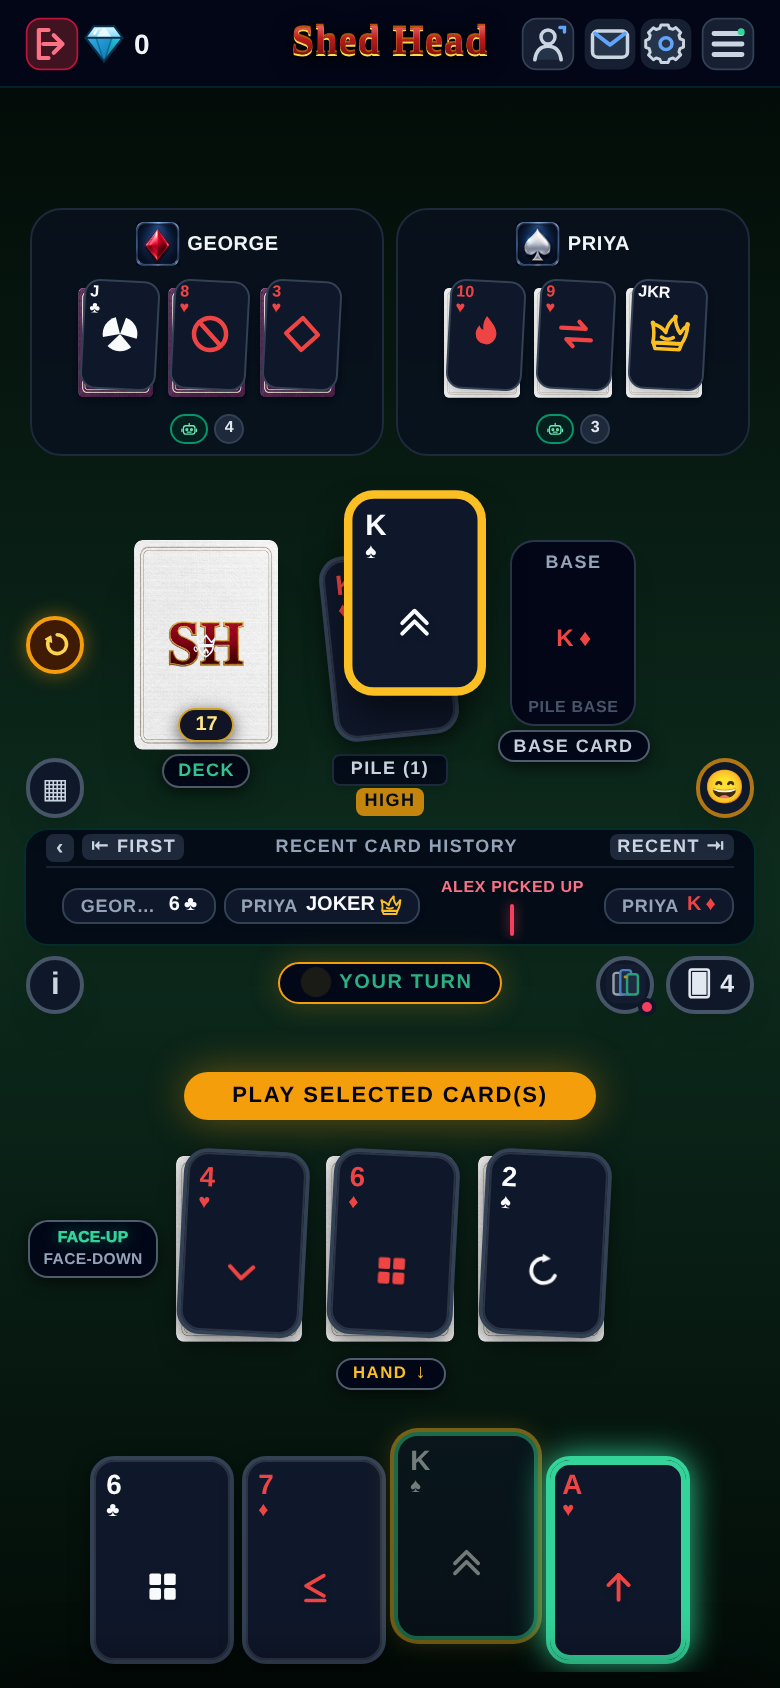 0
Shed Head
GEORGE
PRIYA
J
8
3
10
9
JKR
4
3
K
K
SH
17
DECK
PILE (1)
HIGH
BASE
K♦
PILE BASE
BASE CARD
‹ ⇤ FIRST
RECENT CARD HISTORY
RECENT ⇥
GEOR... 6♣
PRIYA JOKER
ALEX PICKED UP
PRIYA K♦
i
YOUR TURN
4
PLAY SELECTED CARD(S)
4
6
2
FACE-UP
FACE-DOWN
HAND ↓
6
7
K
A